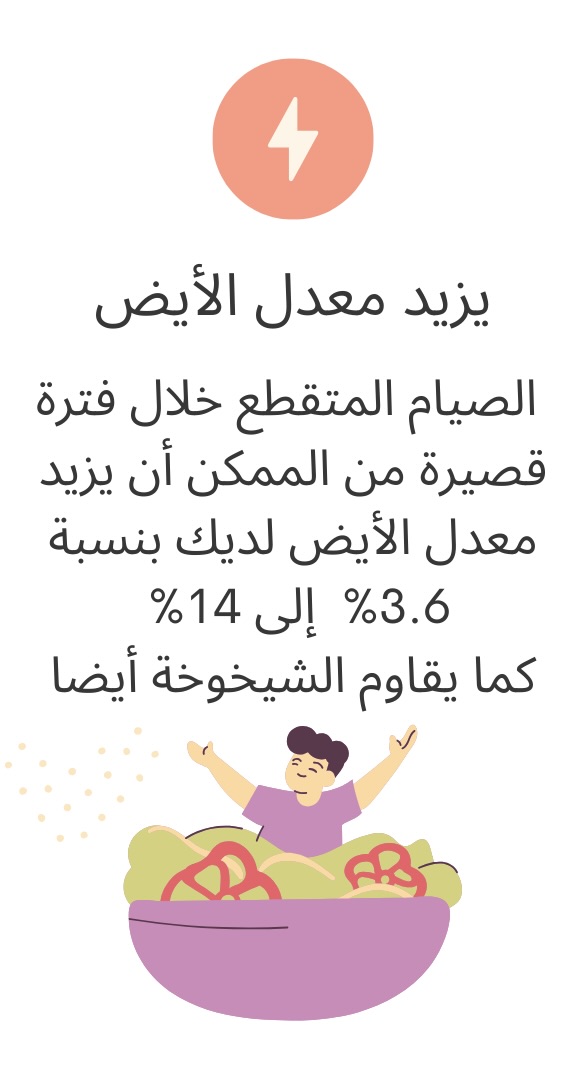 يزيد معدل الأيض
الصيام المتقطع خلال فترة
قصيرة من الممكن أن يزيد
معدل الأيض لديك بنسبة
%3.6 إلى 14%
كما يقاوم الشيخوخة أيضا